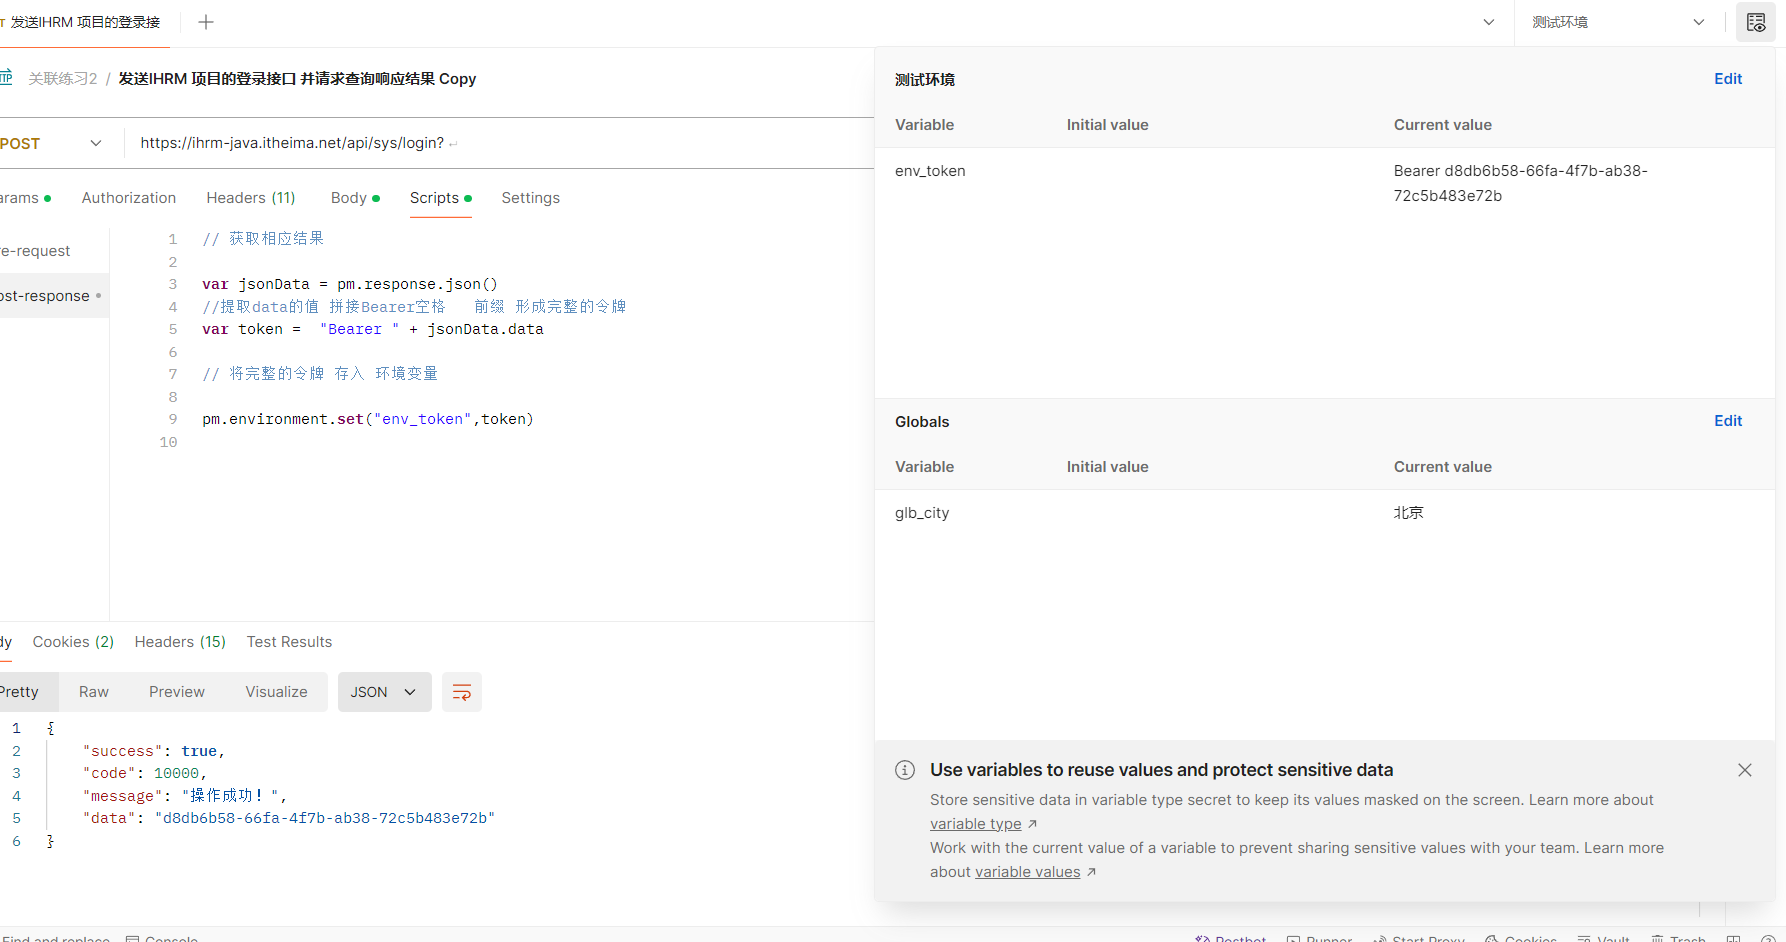 发送IHRM 项目的登录接
测试环境
关联练习2 / 发送IHRM 项目的登录接口 并请求查询响应结果 Copy
POST
https://ihrm-java.itheima.net/api/sys/login?
arams
Authorization
Headers (11)
Body
Scripts
Settings
re-request
ost-response
1 // 获取相应结果
2
3 var jsonData = pm.response.json()
4 //提取data的值 拼接Bearer空格 前缀 形成完整的令牌
5 var token = "Bearer " + jsonData.data
6
7 // 将完整的令牌 存入 环境变量
8
9 pm.environment.set("env_token",token)
10
测试环境
Edit
Variable Initial value Current value
env_token Bearer d8db6b58-66fa-4f7b-ab38-
72c5b483e72b
Globals
Edit
Variable Initial value Current value
glb_city 北京
dy Cookies (2) Headers (15) Test Results
Pretty Raw Preview Visualize JSON
1 {
2 "success": true,
3 "code": 10000,
4 "message": "操作成功！",
5 "data": "d8db6b58-66fa-4f7b-ab38-72c5b483e72b"
6 }
Use variables to reuse values and protect sensitive data
Store sensitive data in variable type secret to keep its values masked on the screen. Learn more about
variable type ↗
Work with the current value of a variable to prevent sharing sensitive values with your team. Learn more
about variable values ↗
Find and replace Console Postbot Runner Start Proxy Cookies Vault Trash